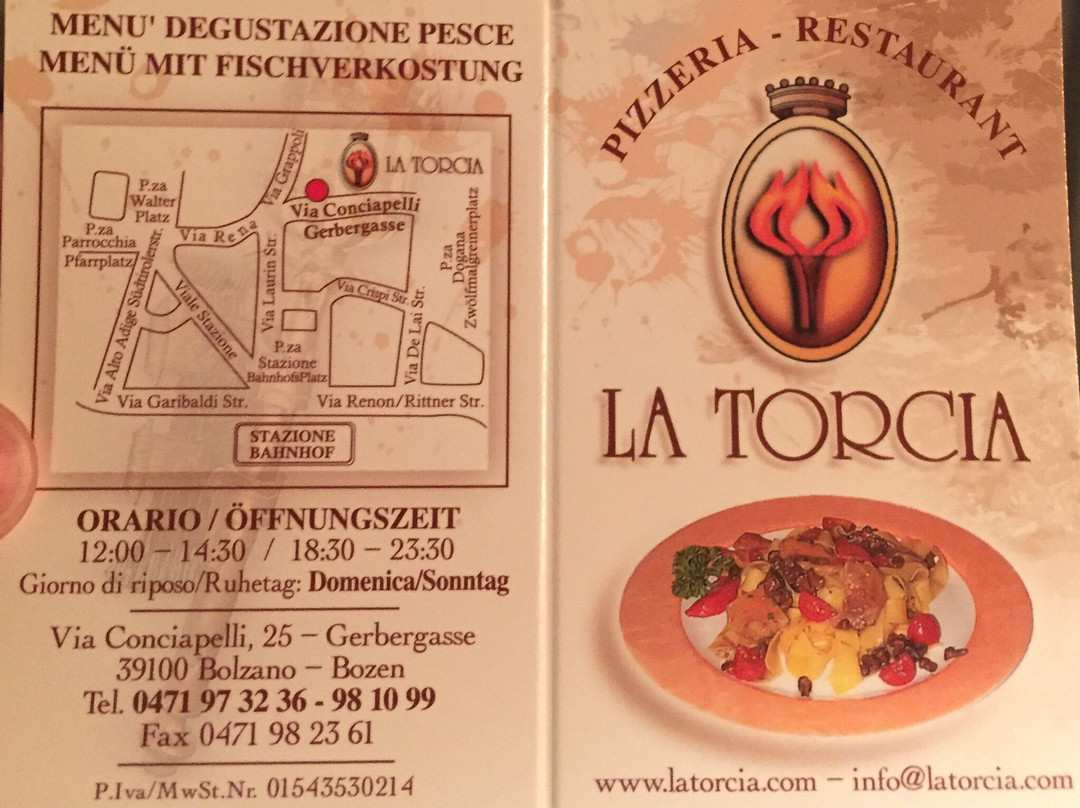 MENU' DEGUSTAZIONE PESCE
MENÜ MIT FISCHVERKOSTUNG
Via Grappoli
LA TORCIA
P.za
Walter
Platz
Via Conciapelli
Gerbergasse
P.za
Parrocchia
Pfarrplatz
Via Rena
Via Laurin Str.
P.za
Dogana
Zwölfmalgreinerplatz
Via Alto Adige Südtirolerstr.
Viale Stazione
Via Crispi Str.
Via De Lai Str.
P.za
Stazione
BahnhofsPlatz
Via Garibaldi Str.
Via Renon/Rittner Str.
STAZIONE
BAHNHOF
ORARIO / ÖFFNUNGSZEIT
12:00 – 14:30 / 18:30 – 23:30
Giorno di riposo/Ruhetag: Domenica/Sonntag
Via Conciapelli, 25 – Gerbergasse
39100 Bolzano – Bozen
Tel. 0471 97 32 36 - 98 10 99
Fax 0471 98 23 61
P.Iva/MwSt.Nr. 01543530214
PIZZERIA - RESTAURANT
LA TORCIA
www.latorcia.com – info@latorcia.com